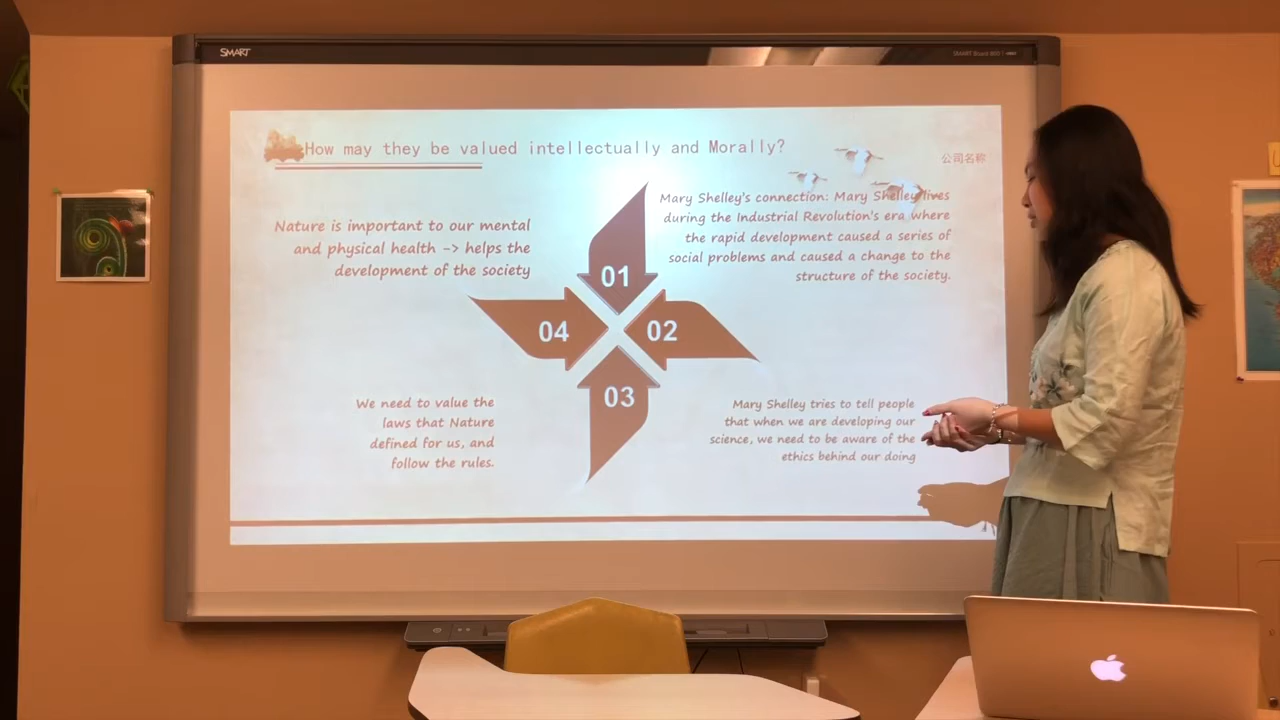 SMART
How may they be valued intellectually and Morally?
公司名称
Nature is important to our mental
and physical health -> helps the
development of the society
Mary Shelley's connection: Mary Shelley lives
during the Industrial Revolution's era where
the rapid development caused a series of
social problems and caused a change to the
structure of the society.
01
04
02
03
We need to value the
laws that Nature
defined for us, and
follow the rules.
Mary Shelley tries to tell people
that when we are developing our
science, we need to be aware of the
ethics behind our doing